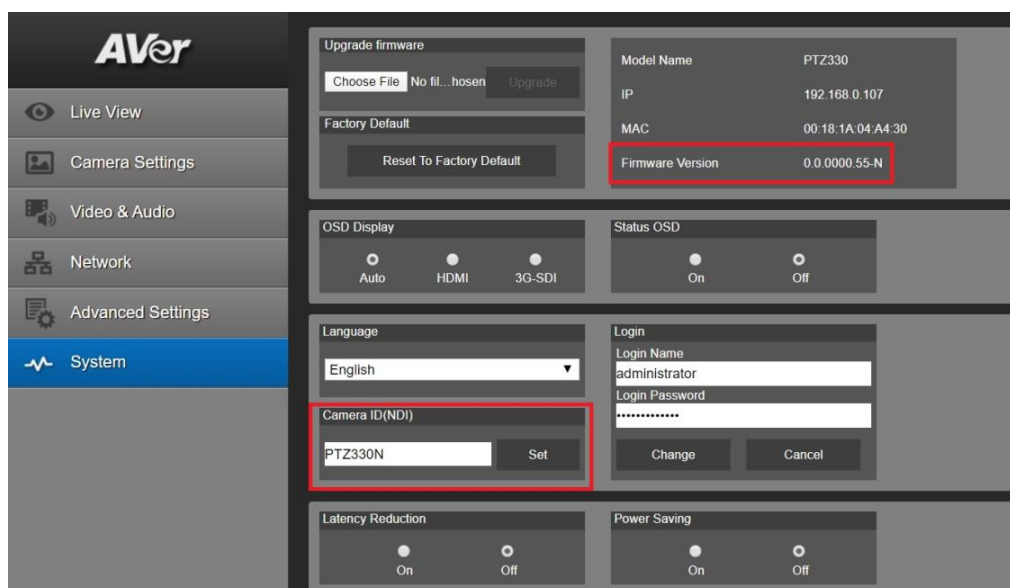 AVer
Live View
Camera Settings
Video & Audio
Network
Advanced Settings
System
Upgrade firmware
Choose File No fil...hosen Upgrade
Factory Default
Reset To Factory Default
Model Name PTZ330
IP 192.168.0.107
MAC 00:18:1A:04:A4:30
Firmware Version 0.0.0000.55-N
OSD Display
Auto HDMI 3G-SDI
Status OSD
On Off
Language
English
Camera ID(NDI)
PTZ330N Set
Login
Login Name
administrator
Login Password
•••••••••••••
Change Cancel
Latency Reduction
On Off
Power Saving
On Off